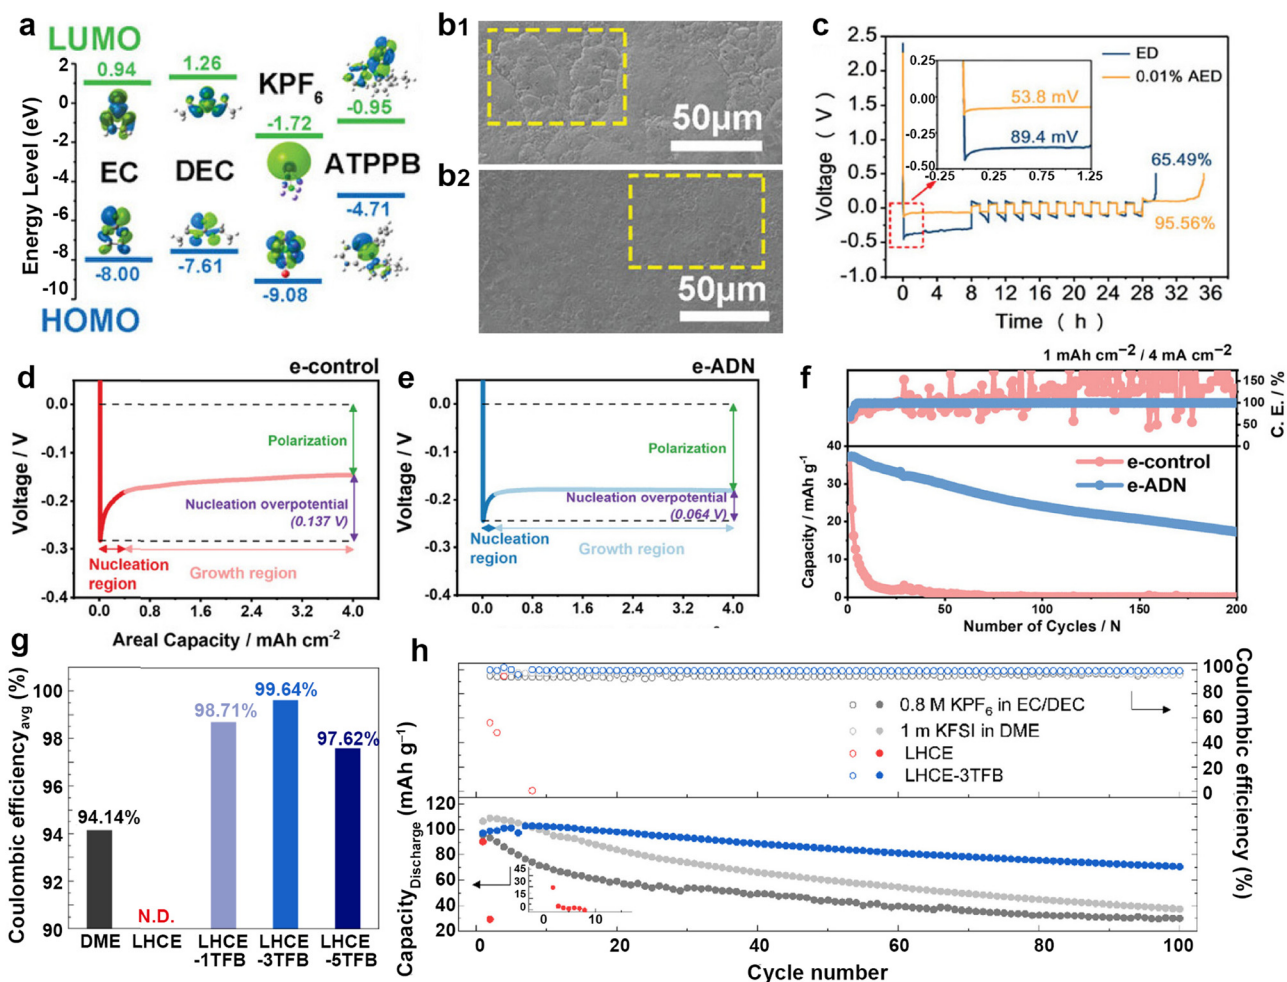 a
LUMO
2
0
-2
-4
-6
-8
-10
Energy Level (eV)
0.94
1.26
KPF6
-1.72
-0.95
EC
DEC
ATPPB
-4.71
-8.00
-7.61
-9.08
HOMO
b1
50μm
b2
50μm
c
2.5
2.0
1.5
1.0
0.5
0.0
-0.5
-1.0
Voltage ( V )
ED
0.01% AED
0.25
0.00
-0.25
-0.50
53.8 mV
89.4 mV
-0.25 0.25 0.75 1.25
65.49%
95.56%
0 4 8 12 16 20 24 28 32 36
Time ( h )
d
e-control
0.0
-0.1
-0.2
-0.3
-0.4
Voltage / V
Polarization
Nucleation overpotential
(0.137 V)
Nucleation
region
Growth region
0.0 0.8 1.6 2.4 3.2 4.0
Areal Capacity / mAh cm-2
e
e-ADN
0.0
-0.1
-0.2
-0.3
-0.4
Voltage / V
Polarization
Nucleation overpotential
(0.064 V)
Nucleation
region
Growth region
0.0 0.8 1.6 2.4 3.2 4.0
f
1 mAh cm−2 / 4 mA cm−2
150
100
50
0
C. E. / %
40
30
20
10
0
Capacity / mAh g-1
e-control
e-ADN
0 50 100 150 200
Number of Cycles / N
g
100
98
96
94
92
90
Coulombic efficiencyavg (%)
94.14%
N.D.
98.71%
99.64%
97.62%
DME LHCE LHCE LHCE LHCE
-1TFB -3TFB -5TFB
h
100
80
60
40
20
0
Coulombic efficiency (%)
0.8 M KPF6 in EC/DEC
1 m KFSI in DME
LHCE
LHCE-3TFB
120
100
80
60
40
20
CapacityDischarge (mAh g−1)
45
30
15
0
0 10
0 20 40 60 80 100
Cycle number